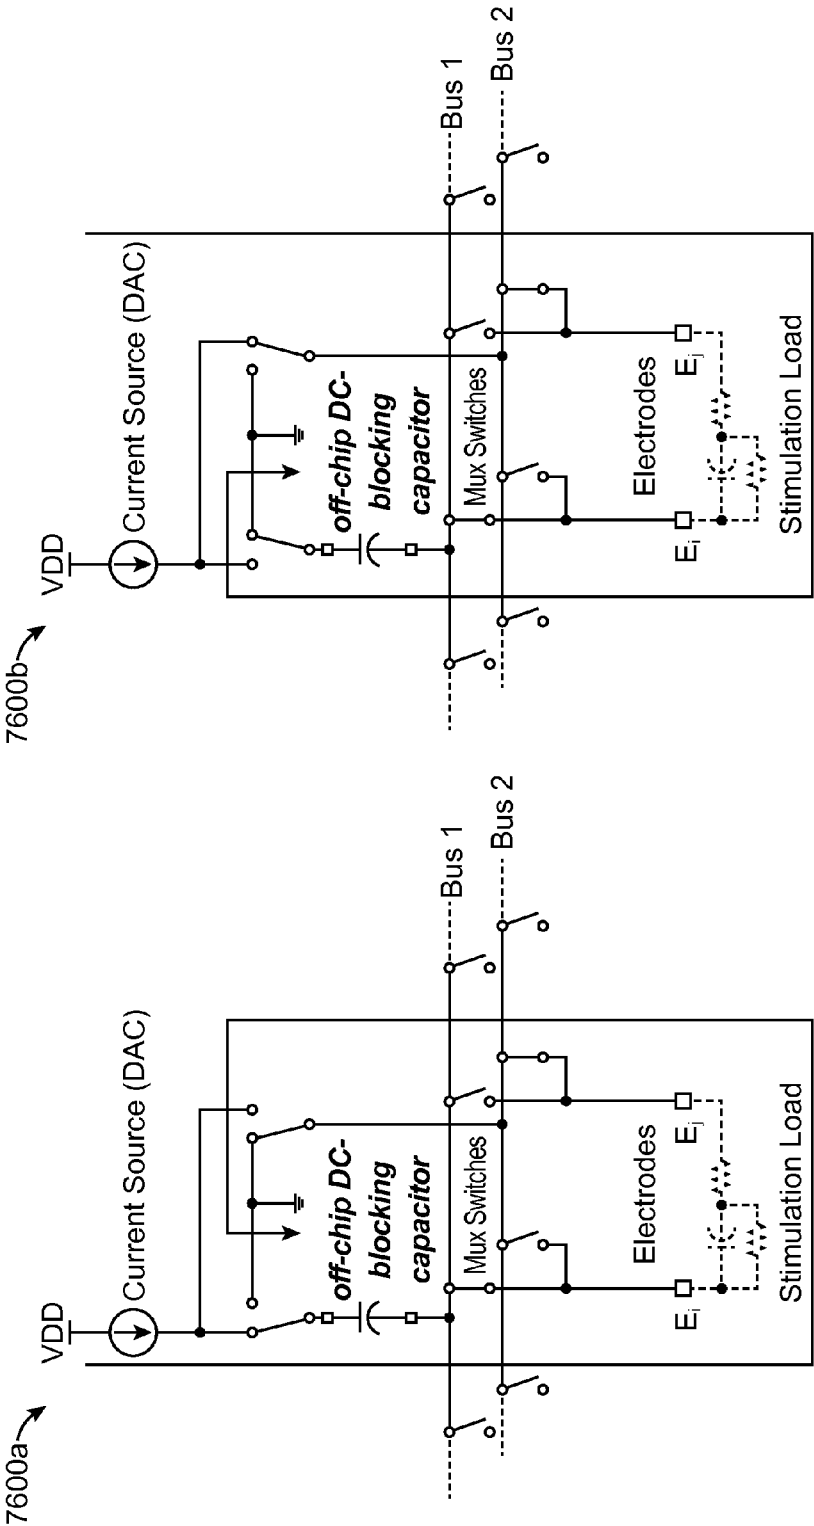 7600b
VDD
Current Source (DAC)
off-chip DC-
blocking
capacitor
Bus 1
Bus 2
Mux Switches
Electrodes
Ei
Ej
Stimulation Load
7600a
VDD
Current Source (DAC)
off-chip DC-
blocking
capacitor
Bus 1
Bus 2
Mux Switches
Electrodes
Ei
Ej
Stimulation Load